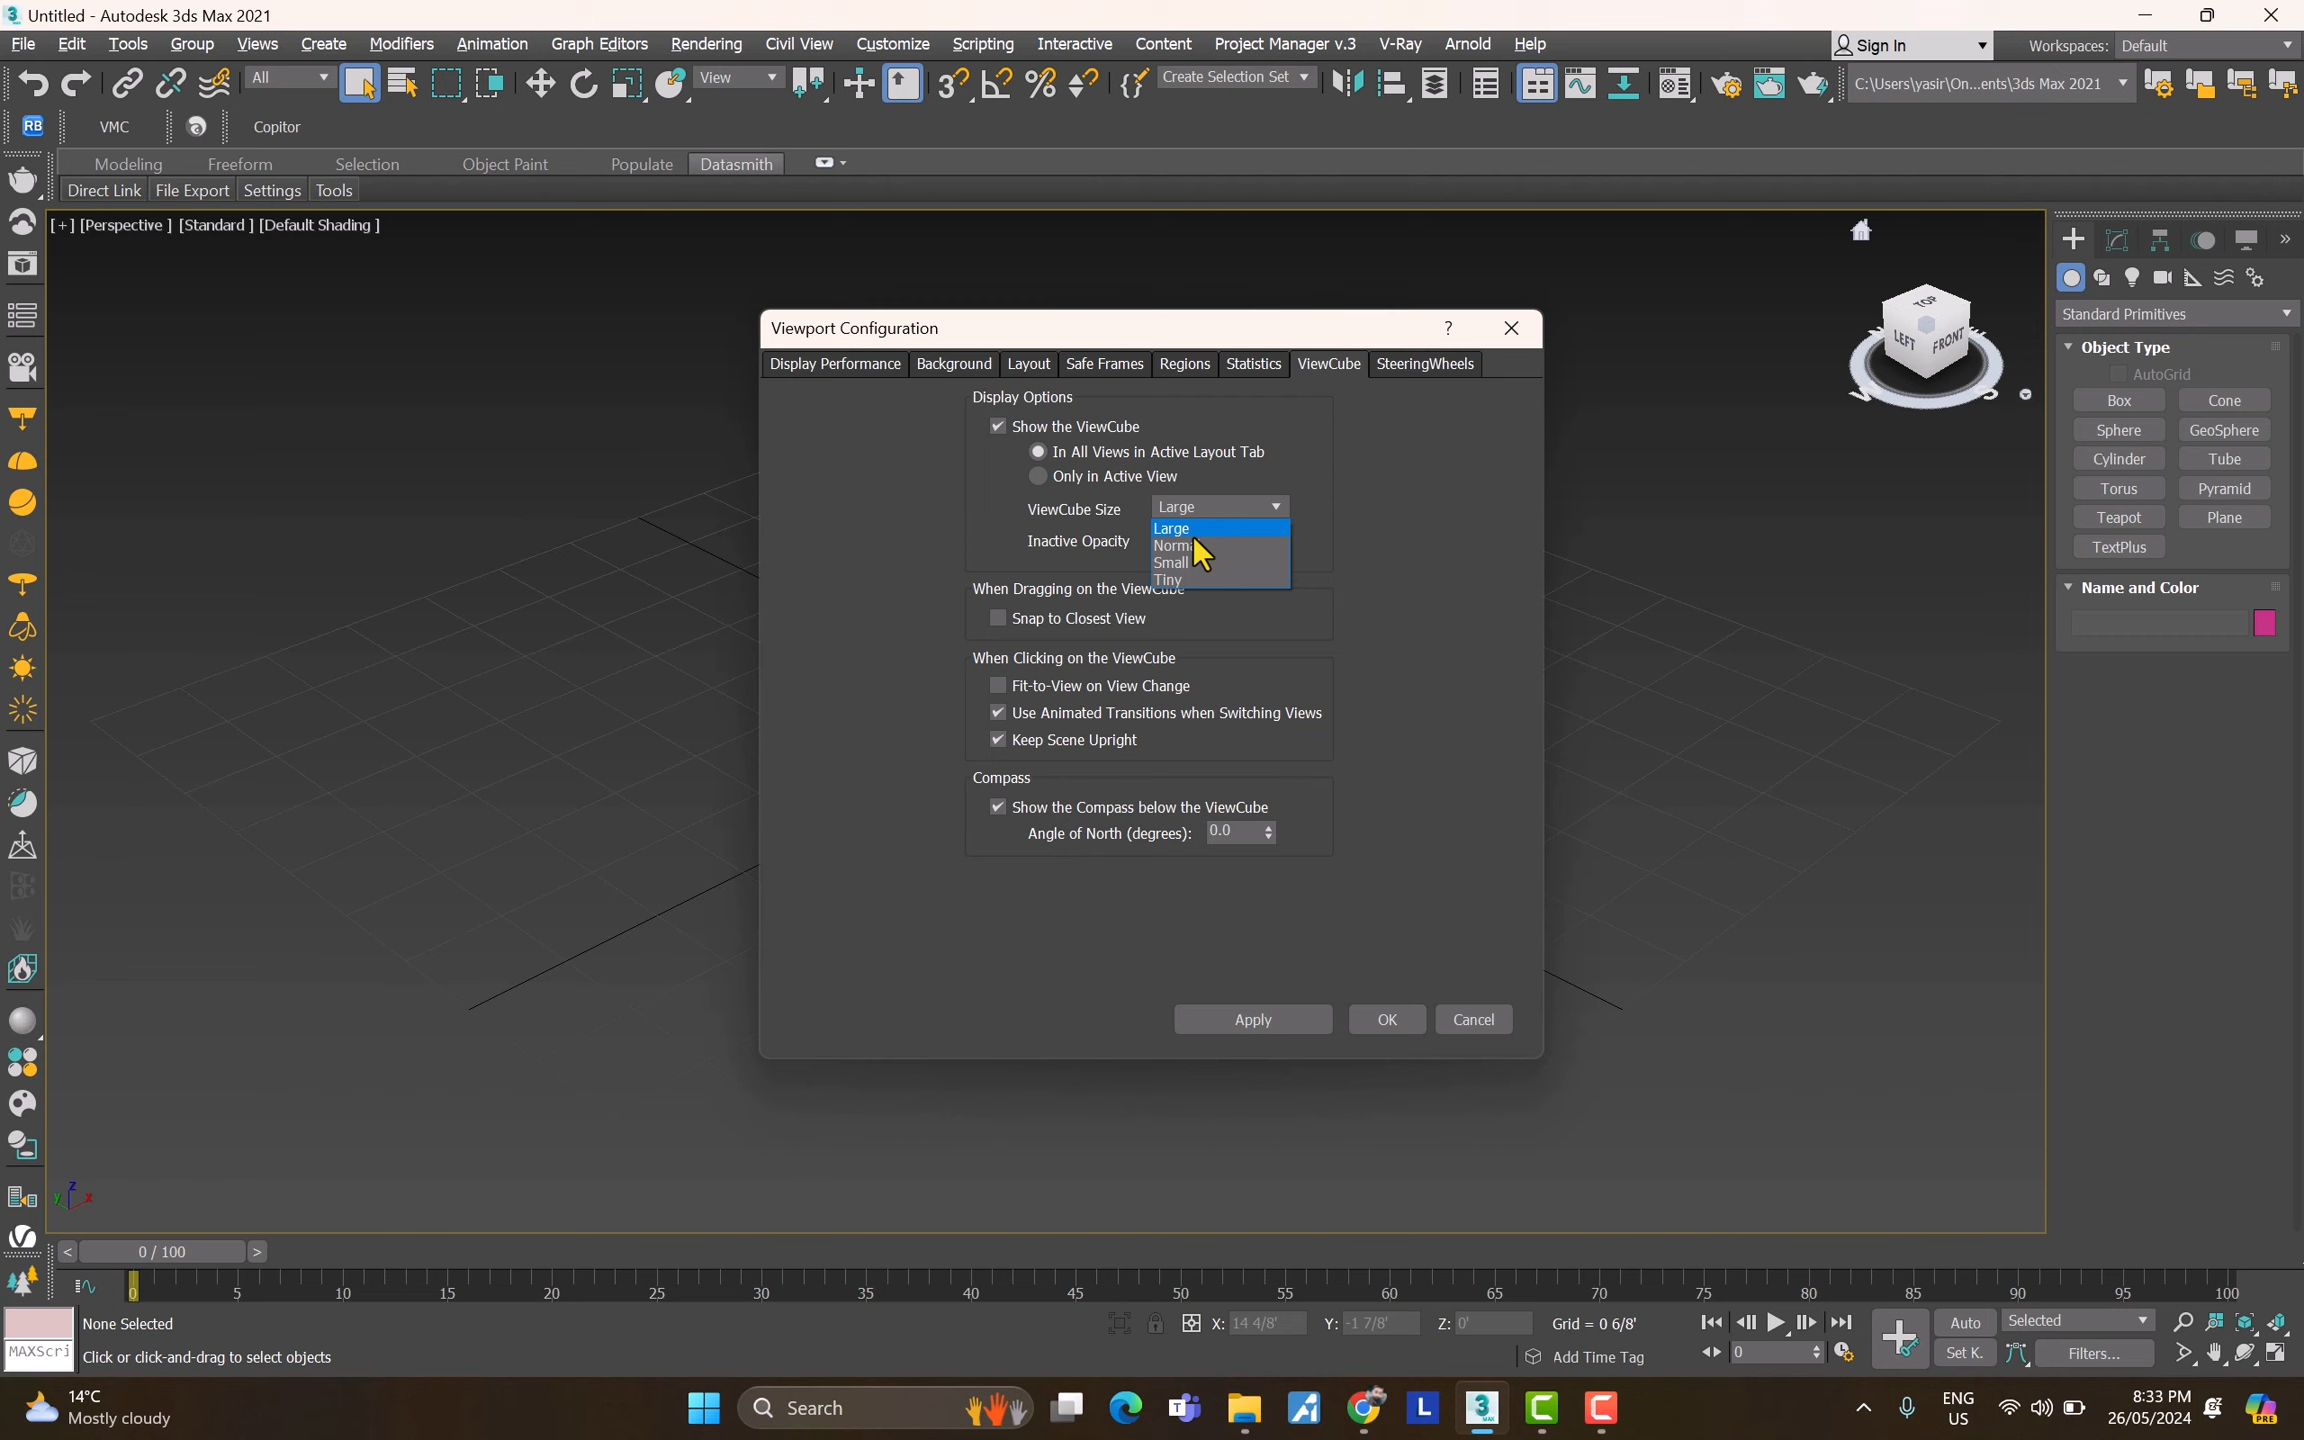 Untitled - Autodesk 3ds Max 2021
File Edit Tools Group Views Create Modifiers Animation Graph Editors Rendering Civil View Customize Scripting Interactive Content Project Manager v.3 V-Ray Arnold Help
Sign In
Workspaces: Default
All
View
Create Selection Set
C:\Users\yasir\On...ents\3ds Max 2021
RB VMC Copitor
Modeling Freeform Selection Object Paint Populate Datasmith
Direct Link File Export Settings Tools
[+] [Perspective ] [Standard ] [Default Shading ]
TOP
LEFT FRONT
Viewport Configuration ?
Display Performance Background Layout Safe Frames Regions Statistics ViewCube SteeringWheels
Display Options
Show the ViewCube
In All Views in Active Layout Tab
Only in Active View
ViewCube Size Large
Large
Inactive Opacity
Small
Tiny
When Dragging on the ViewCube
Snap to Closest View
When Clicking on the ViewCube
Fit-to-View on View Change
Use Animated Transitions when Switching Views
Keep Scene Upright
Compass
Show the Compass below the ViewCube
Angle of North (degrees): 0.0
Apply OK Cancel
Standard Primitives
Object Type
AutoGrid
Box Cone
Sphere GeoSphere
Cylinder Tube
Torus Pyramid
Teapot Plane
TextPlus
Name and Color
z
y x
< 0 / 100 >
0 5 10 15 20 25 30 35 40 45 50 55 60 65 70 75 80 85 90 95 100
None Selected
X: 14 4/8' Y: -1 7/8' Z: 0' Grid = 0 6/8'
Auto Selected
MAXScri
Click or click-and-drag to select objects
Add Time Tag
0
Set K. Filters...
14°C
Mostly cloudy
Search
L
3
MAX
C
C
ENG
US
8:33 PM
26/05/2024
PRE